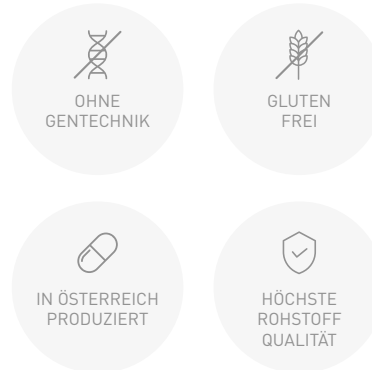 OHNE
GENTECHNIK
GLUTEN
FREI
IN ÖSTERREICH
PRODUZIERT
HÖCHSTE
ROHSTOFF
QUALITÄT